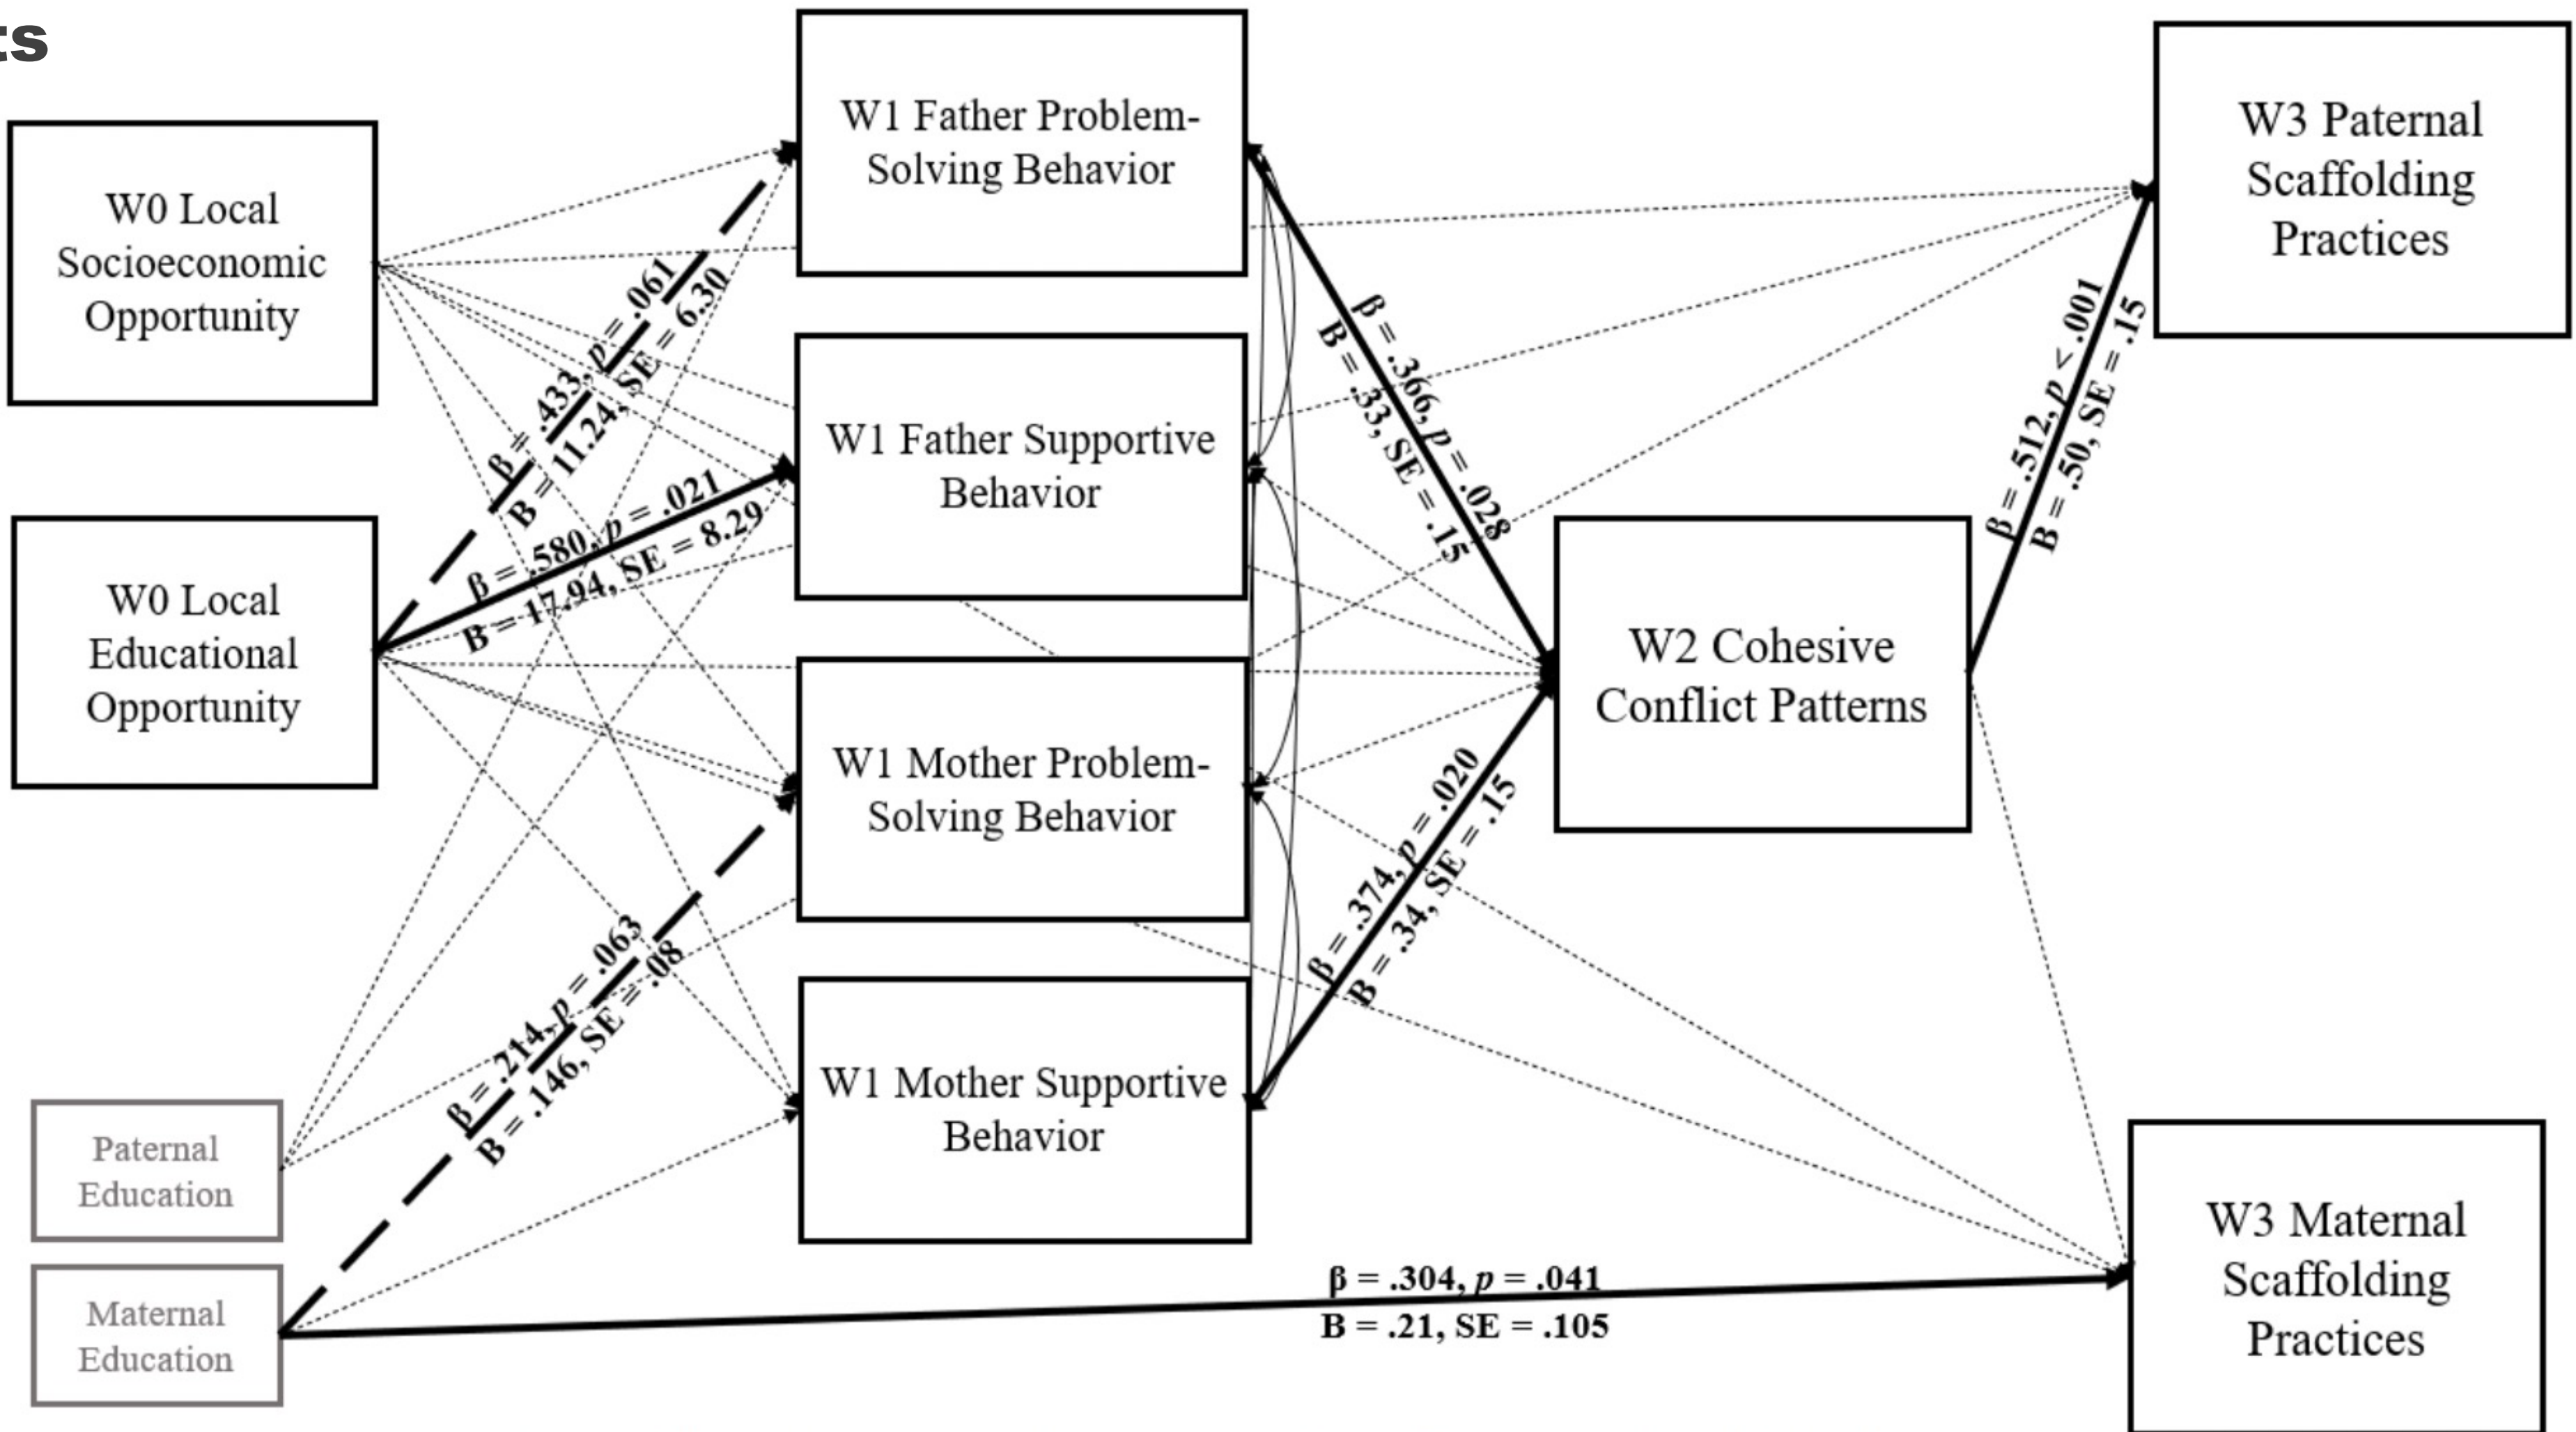 ts
W0 Local
Socioeconomic
Opportunity
W0 Local
Educational
Opportunity
Paternal
Education
Maternal
Education
β = .433, p = .061
B = 11.24, SE = 6.30
β = .580, p = .021
B = 17.94, SE = 8.29
β = .214, p = .063
B = .146, SE = .08
W1 Father Problem-
Solving Behavior
W1 Father Supportive
Behavior
W1 Mother Problem-
Solving Behavior
W1 Mother Supportive
Behavior
β = .366, p = .028
B = .33, SE = .15
β = .374, p = .020
B = .34, SE = .15
β = .304, p = .041
B = .21, SE = .105
W2 Cohesive
Conflict Patterns
β = .512, p < .001
B = .50, SE = .15
W3 Paternal
Scaffolding
Practices
W3 Maternal
Scaffolding
Practices